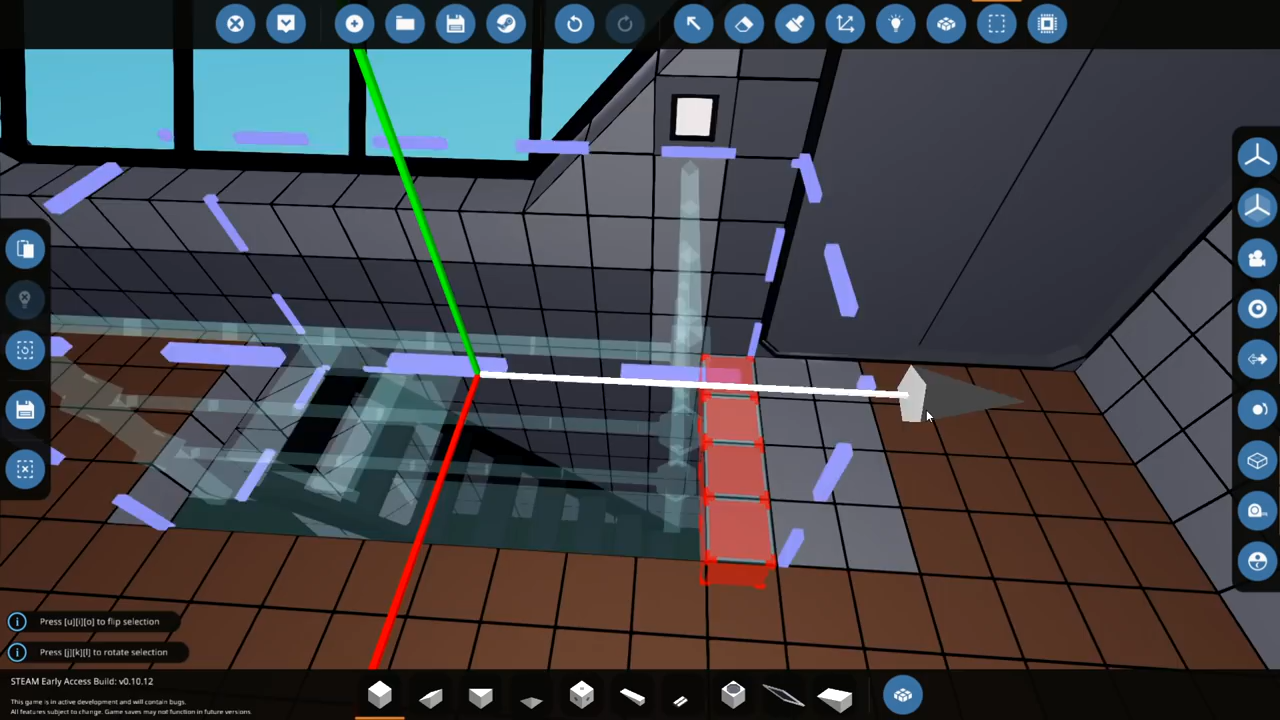 Press [u][i][o] to flip selection
Press [j][k][l] to rotate selection
STEAM Early Access Build: v0.10.12
This game is in active development and will contain bugs.
All features subject to change. Game saves may not function in future versions